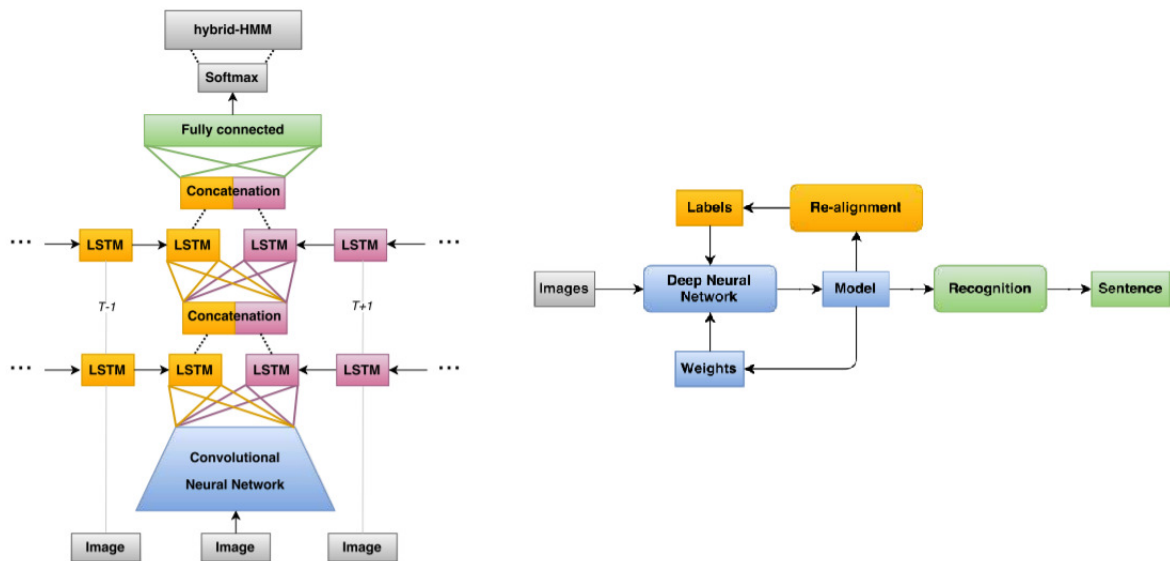 hybrid-HMM
Softmax
Fully connected
Concatenation
... LSTM LSTM LSTM LSTM ...
T-1 T+1
Concatenation
... LSTM LSTM LSTM LSTM ...
Convolutional
Neural Network
Image Image Image
Labels Re-alignment
Images Deep Neural
Network Model Recognition Sentence
Weights